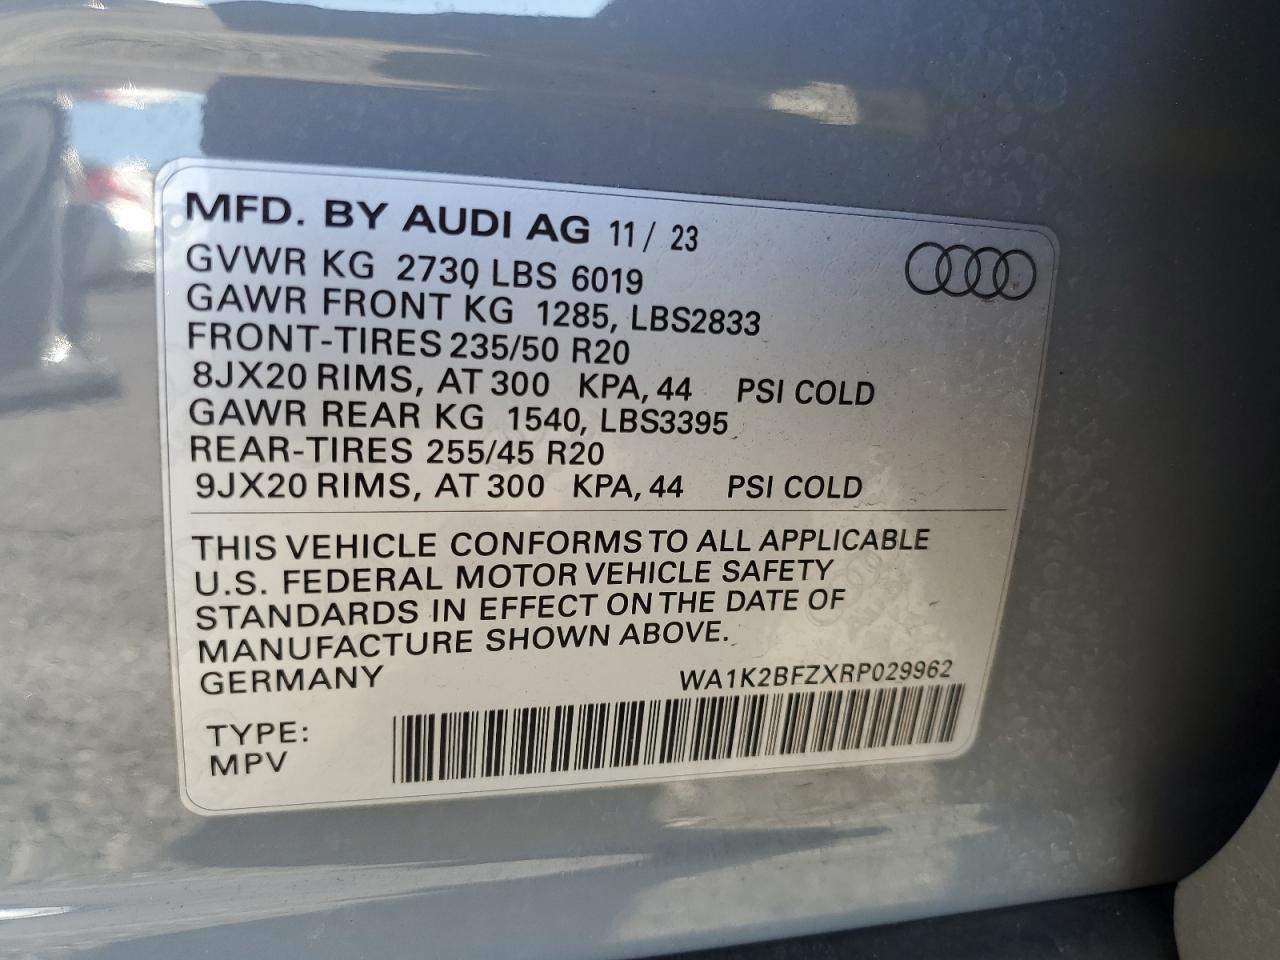 MFD. BY AUDI AG 11 / 23
GVWR KG 2730 LBS 6019
GAWR FRONT KG 1285, LBS2833
FRONT-TIRES 235/50 R20
8JX20 RIMS, AT 300 KPA, 44 PSI COLD
GAWR REAR KG 1540, LBS3395
REAR-TIRES 255/45 R20
9JX20 RIMS, AT 300 KPA, 44 PSI COLD
THIS VEHICLE CONFORMS TO ALL APPLICABLE
U.S. FEDERAL MOTOR VEHICLE SAFETY
STANDARDS IN EFFECT ON THE DATE OF
MANUFACTURE SHOWN ABOVE.
GERMANY WA1K2BFZXRP029962
TYPE:
MPV